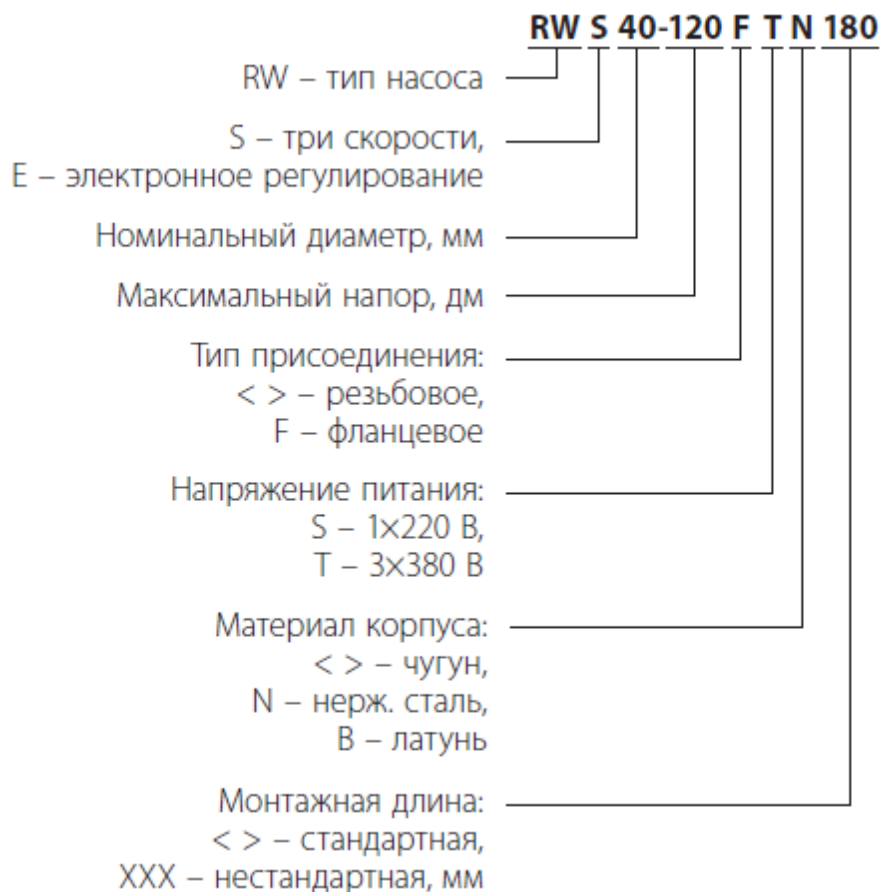 RW S 40-120 F T N 180
RW – тип насоса
S – три скорости,
E – электронное регулирование
Номинальный диаметр, мм
Максимальный напор, дм
Тип присоединения:
< > – резьбовое,
F – фланцевое
Напряжение питания:
S – 1×220 В,
T – 3×380 В
Материал корпуса:
< > – чугун,
N – нерж. сталь,
B – латунь
Монтажная длина:
< > – стандартная,
XXX – нестандартная, мм